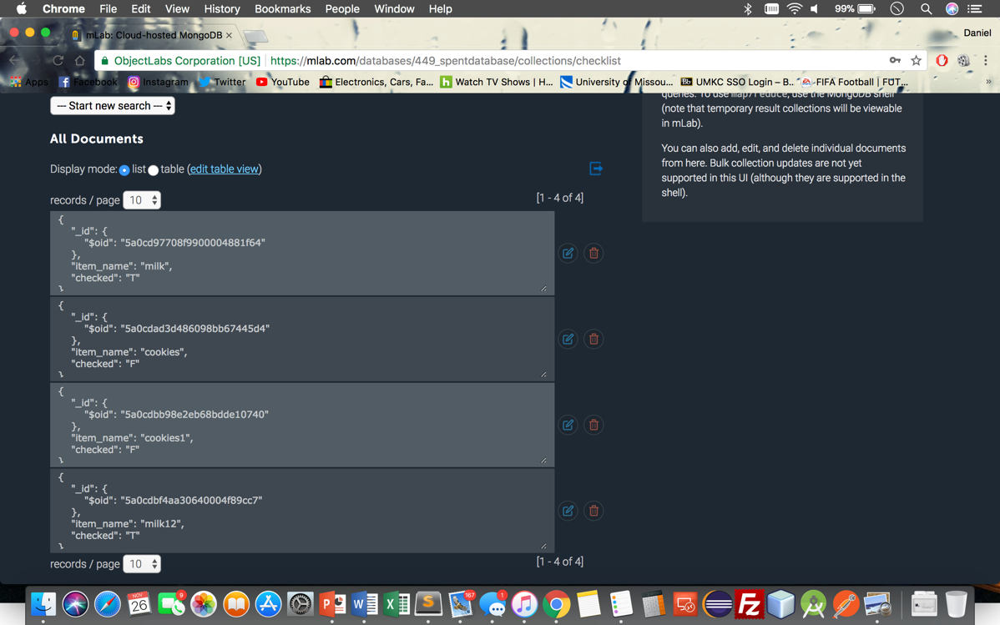 Chrome File Edit View History Bookmarks People Window Help 99%
mLab: Cloud-hosted MongoDB × Daniel
ObjectLabs Corporation [US] https://mlab.com/databases/449_spentdatabase/collections/checklist
Apps Facebook Instagram Twitter YouTube Electronics, Cars, Fa... Watch TV Shows | H... University of Missou... UMKC SSO Login – B... FIFA Football | FUT... »
--- Start new search ---
All Documents
Display mode: list table (edit table view)
records / page 10
[1 - 4 of 4]
{
"_id": {
"$oid": "5a0cd97708f9900004881f64"
},
"item_name": "milk",
"checked": "T"
}
{
"_id": {
"$oid": "5a0cdad3d486098bb67445d4"
},
"item_name": "cookies",
"checked": "F"
}
{
"_id": {
"$oid": "5a0cdbb98e2eb68bdde10740"
},
"item_name": "cookies1",
"checked": "F"
}
{
"_id": {
"$oid": "5a0cdbf4aa30640004f89cc7"
},
"item_name": "milk12",
"checked": "T"
}
records / page 10
[1 - 4 of 4]
queries. To use map/reduce, use the MongoDB shell
(note that temporary result collections will be viewable
in mLab).
You can also add, edit, and delete individual documents
from here. Bulk collection updates are not yet
supported in this UI (although they are supported in the
shell).
NOV
26
9
P
W
X
S
167
1
Fz